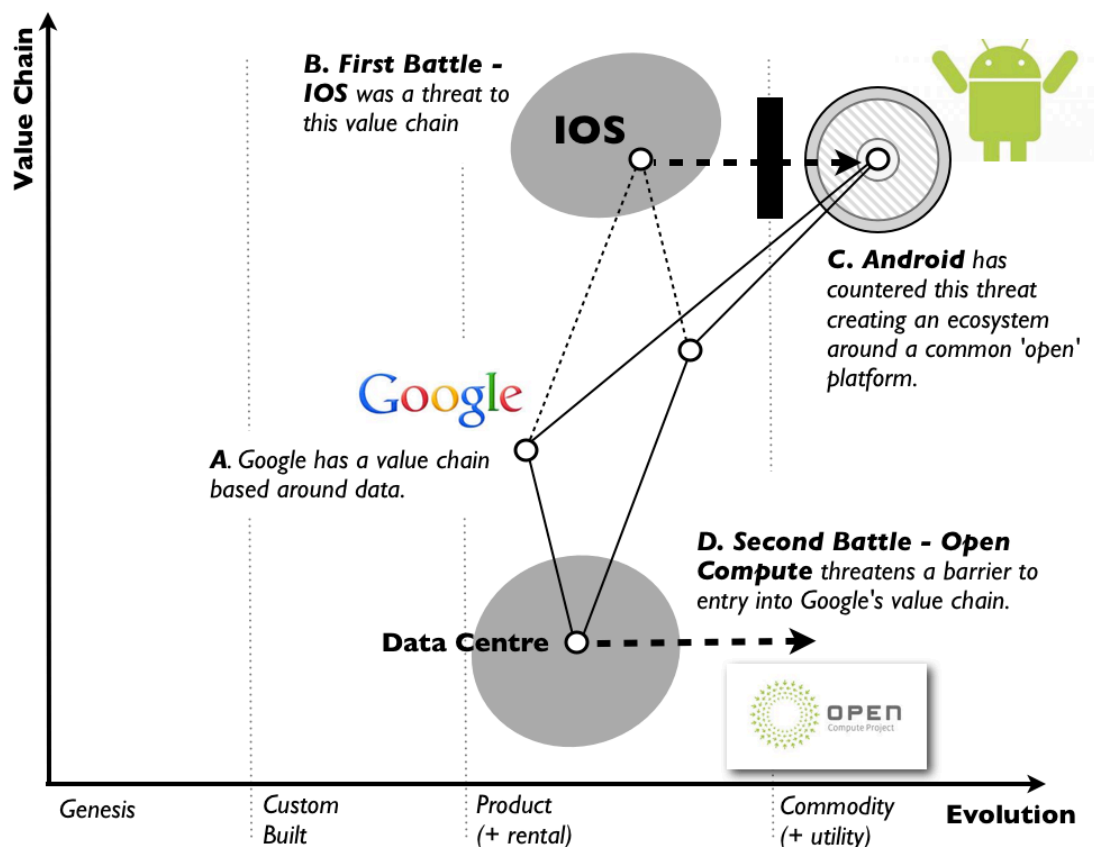 Value Chain
B. First Battle -
IOS was a threat to
this value chain
IOS
C. Android has
countered this threat
creating an ecosystem
around a common 'open'
platform.
Google
A. Google has a value chain
based around data.
D. Second Battle - Open
Compute threatens a barrier to
entry into Google's value chain.
Data Centre
OPEN
Compute Project
Genesis
Custom
Built
Product
(+ rental)
Commodity
(+ utility)
Evolution